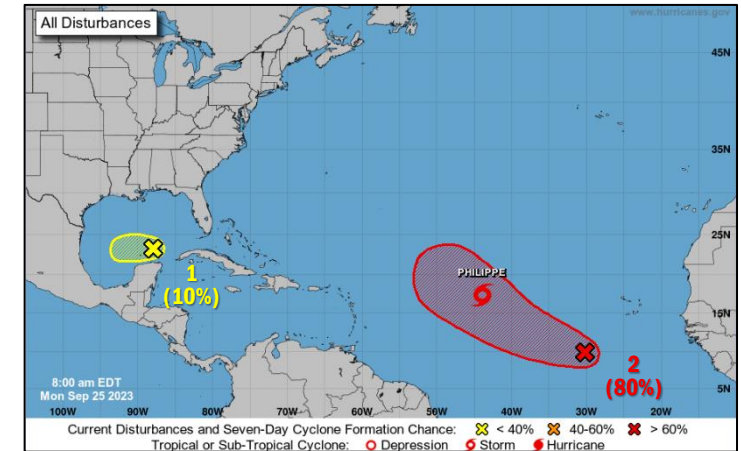 All Disturbances
www.hurricanes.gov
45N
35N
25N
1
(10%)
PHILIPPE
15N
2
(80%)
8:00 am EDT
Mon Sep 25 2023
5N
100W 90W 80W 70W 60W 50W 40W 30W 20W
Current Disturbances and Seven-Day Cyclone Formation Chance: < 40% 40-60% > 60%
Tropical or Sub-Tropical Cyclone: Depression Storm Hurricane